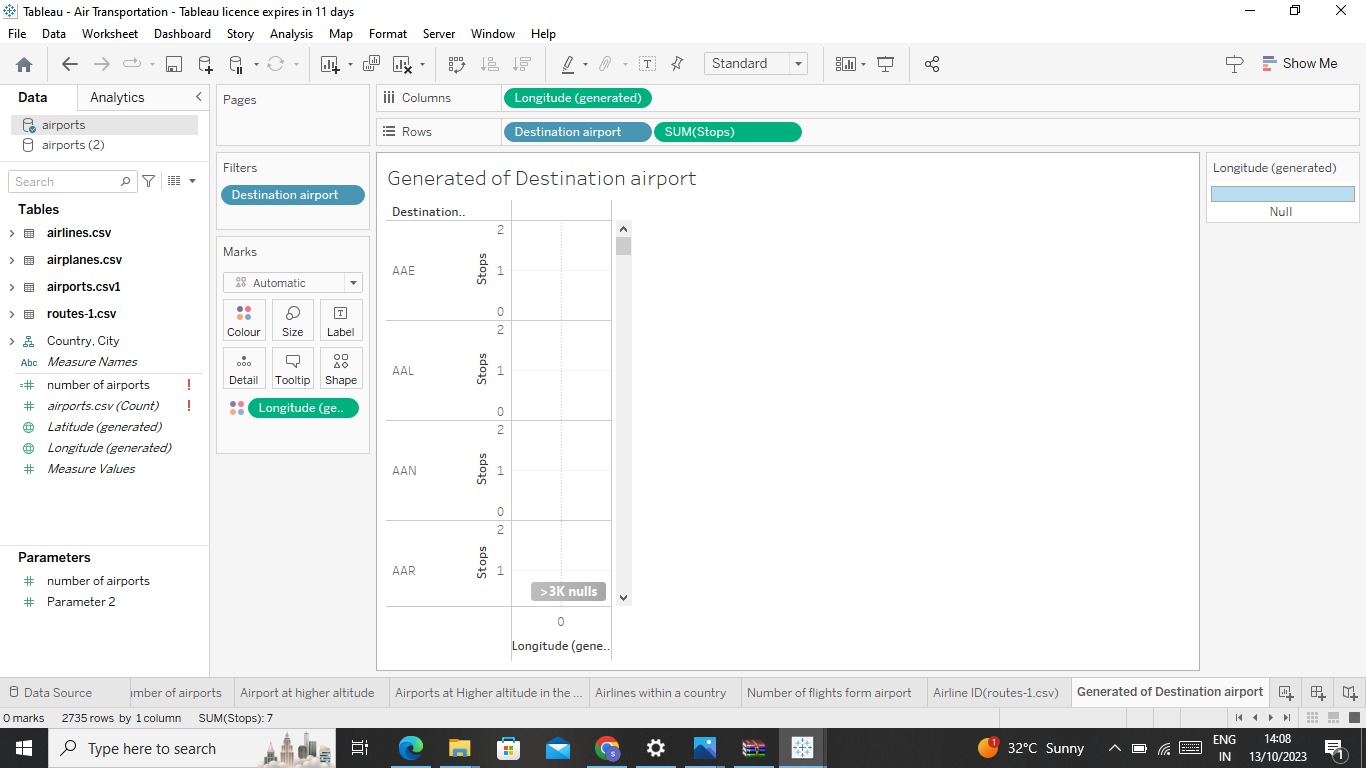 Tableau - Air Transportation - Tableau licence expires in 11 days
File Data Worksheet Dashboard Story Analysis Map Format Server Window Help
Standard Show Me
Data Analytics
airports
airports (2)
Search
Tables
airlines.csv
airplanes.csv
airports.csv1
routes-1.csv
Country, City
Abc Measure Names
=# number of airports !
# airports.csv (Count) !
Latitude (generated)
Longitude (generated)
# Measure Values
Parameters
# number of airports
# Parameter 2
Pages
Filters
Destination airport
Marks
Automatic
Colour Size Label
Detail Tooltip Shape
Longitude (ge..
Columns Longitude (generated)
Rows Destination airport SUM(Stops)
Generated of Destination airport
Destination..
AAE Stops 2 1 0
AAL Stops 2 1 0
AAN Stops 2 1 0
AAR Stops 2 1
>3K nulls
0
Longitude (gene..
Longitude (generated)
Null
Data Source umber of airports Airport at higher altitude Airports at Higher altitude in the ... Airlines within a country Number of flights form airport Airline ID(routes-1.csv) Generated of Destination airport
0 marks 2735 rows by 1 column SUM(Stops): 7
Type here to search
32°C Sunny
ENG
IN
14:08
13/10/2023
1